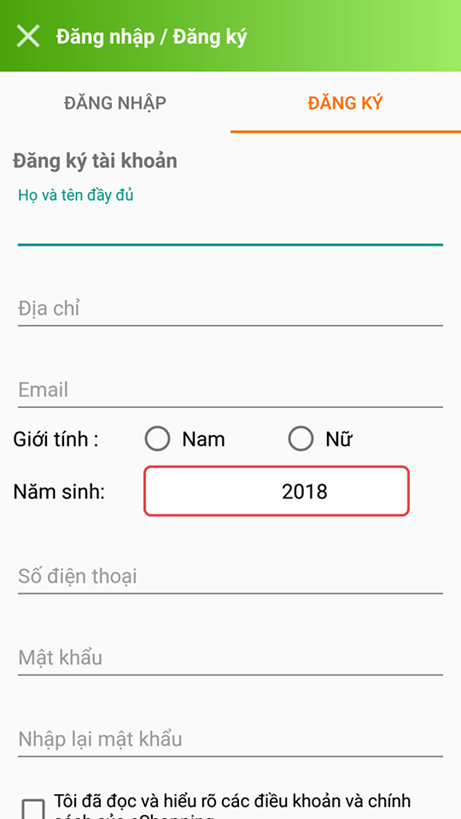 Đăng nhập / Đăng ký
ĐĂNG NHẬP ĐĂNG KÝ
Đăng ký tài khoản
Họ và tên đầy đủ
Địa chỉ
Email
Giới tính : Nam Nữ
Năm sinh: 2018
Số điện thoại
Mật khẩu
Nhập lại mật khẩu
Tôi đã đọc và hiểu rõ các điều khoản và chính